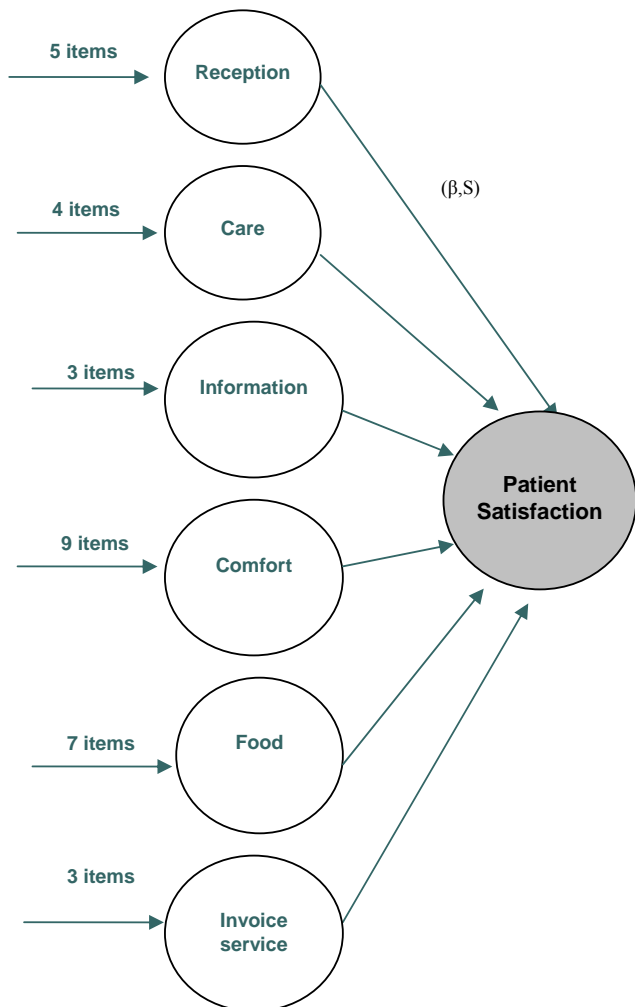 5 items
Reception
(β,S)
4 items
Care
3 items
Information
Patient
Satisfaction
9 items
Comfort
7 items
Food
3 items
Invoice
service